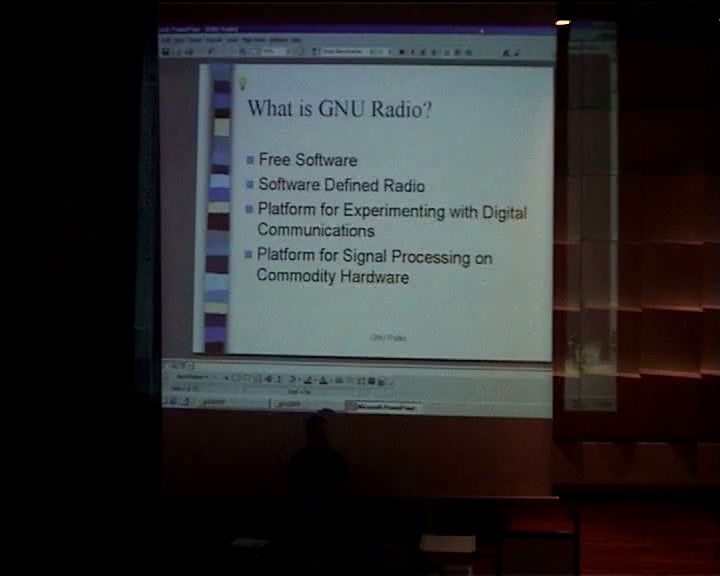 What is GNU Radio?
Free Software
Software Defined Radio
Platform for Experimenting with Digital
Communications
Platform for Signal Processing on
Commodity Hardware
GNU Radio
Microsoft PowerPoint